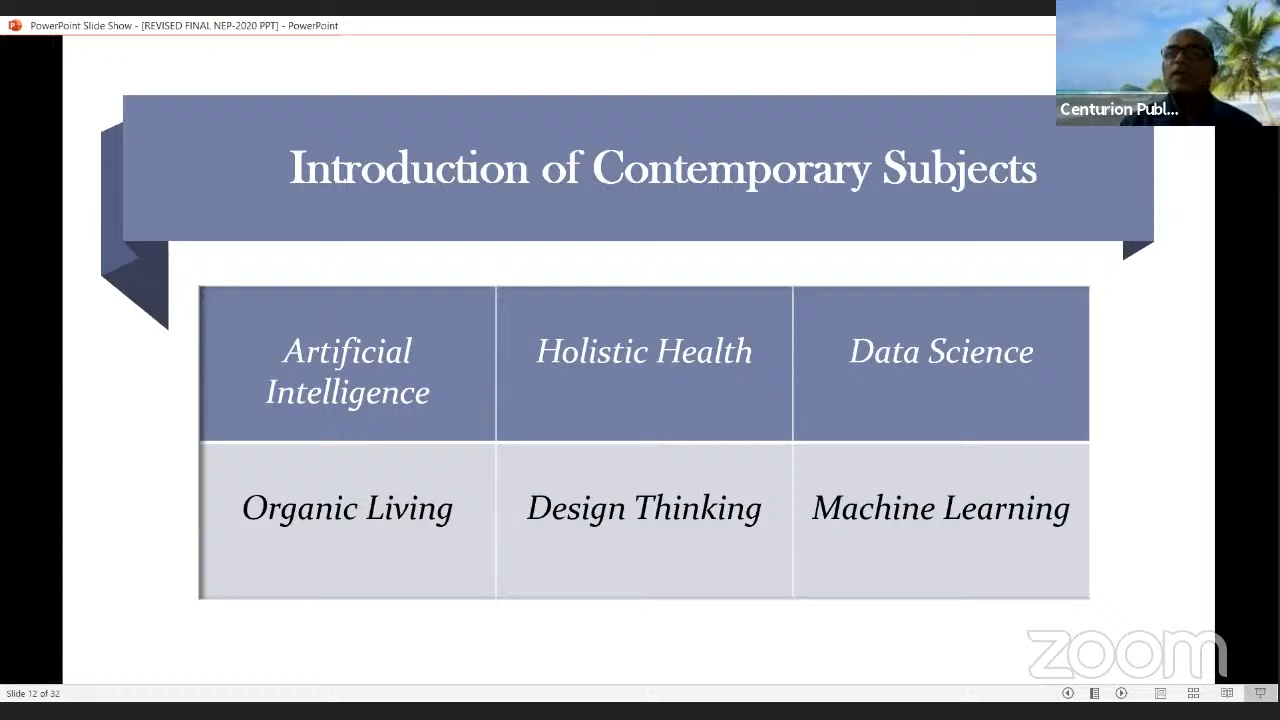 PowerPoint Slide Show - [REVISED FINAL NEP-2020 PPT] - PowerPoint
Centurion Publ...
Introduction of Contemporary Subjects
Artificial
Intelligence
Holistic Health
Data Science
Organic Living
Design Thinking
Machine Learning
zoom
Slide 12 of 32